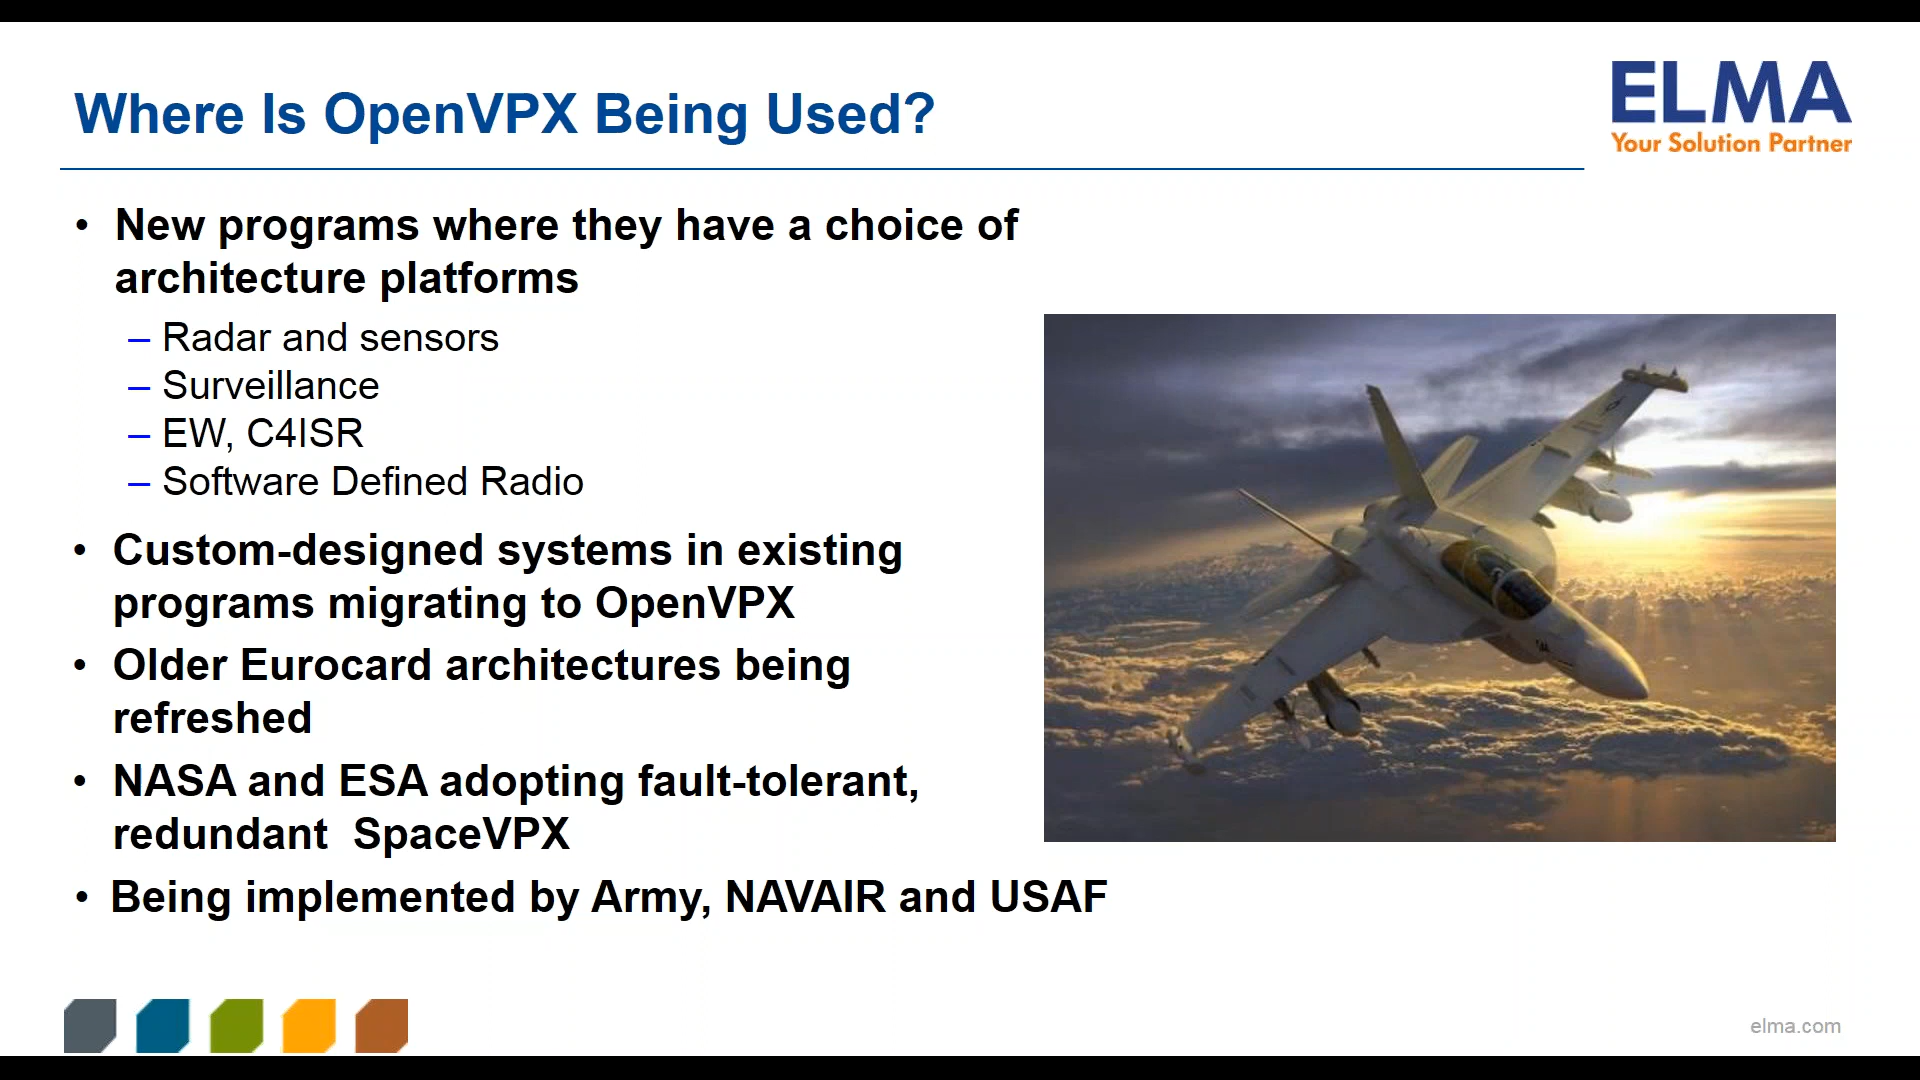 Where Is OpenVPX Being Used?
ELMA
Your Solution Partner
• New programs where they have a choice of
architecture platforms
– Radar and sensors
– Surveillance
– EW, C4ISR
– Software Defined Radio
• Custom-designed systems in existing
programs migrating to OpenVPX
• Older Eurocard architectures being
refreshed
• NASA and ESA adopting fault-tolerant,
redundant  SpaceVPX
• Being implemented by Army, NAVAIR and USAF
elma.com